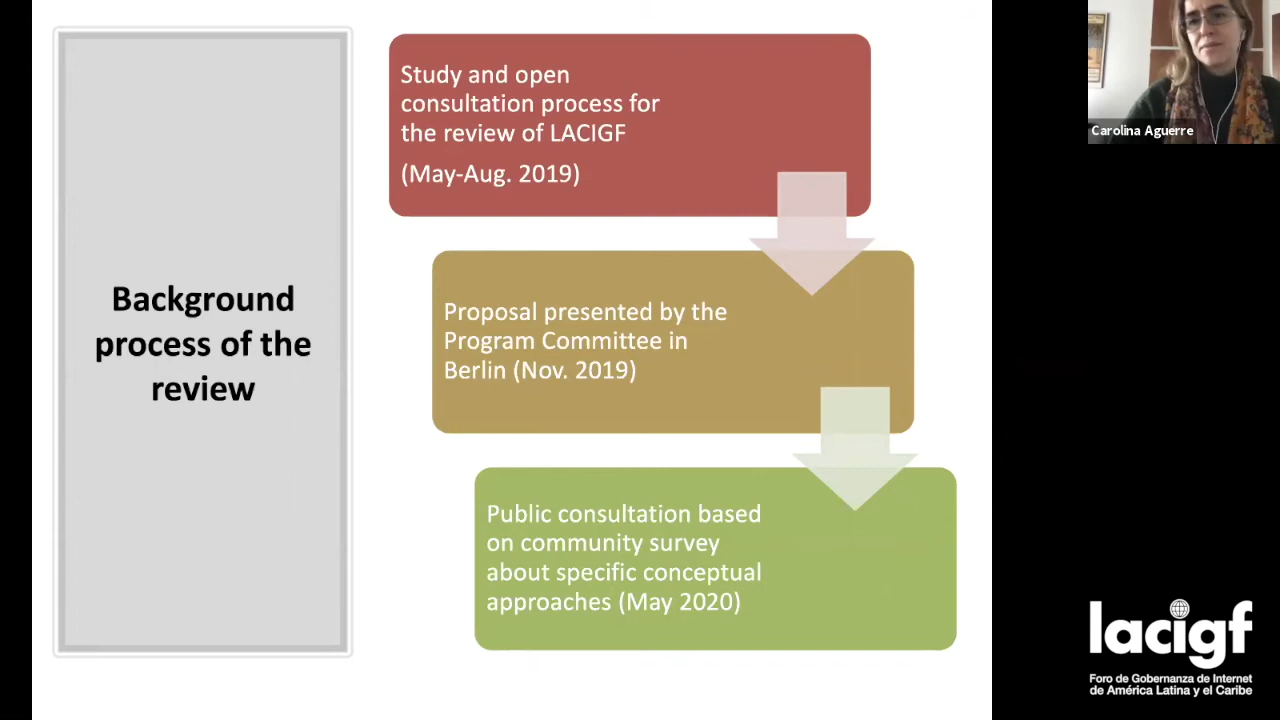 Background
process of the
review
Study and open
consultation process for
the review of LACIGF
(May-Aug. 2019)
Proposal presented by the
Program Committee in
Berlin (Nov. 2019)
Public consultation based
on community survey
about specific conceptual
approaches (May 2020)
Carolina Aguerre
lacigf
Foro de Gobernanza de Internet
de América Latina y el Caribe